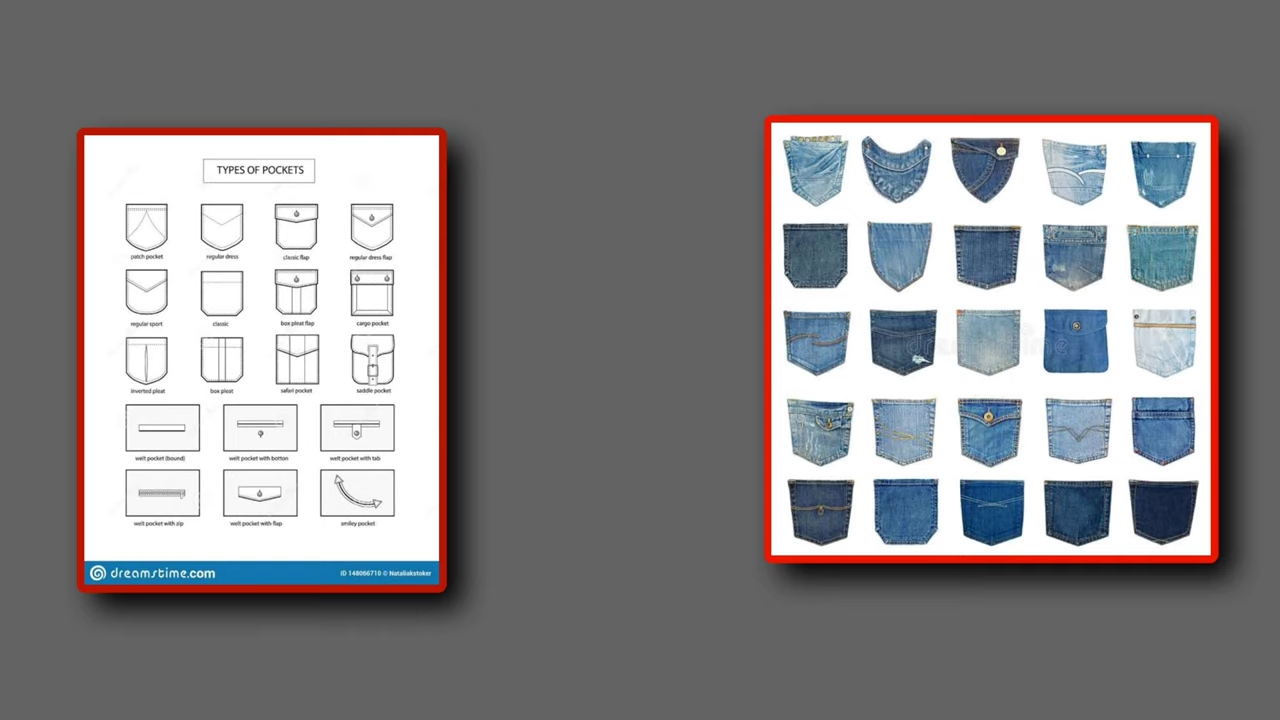 TYPES OF POCKETS
patch pocket
regular dress
classic flap
regular dress flap
regular sport
classic
box pleat flap
cargo pocket
inverted pleat
box pleat
safari pocket
saddle pocket
welt pocket (bound)
welt pocket with botton
welt pocket with tab
welt pocket with zip
welt pocket with flap
smiley pocket
dreamstime.com
ID 148066710 © Nataliakstoker
dreamstime